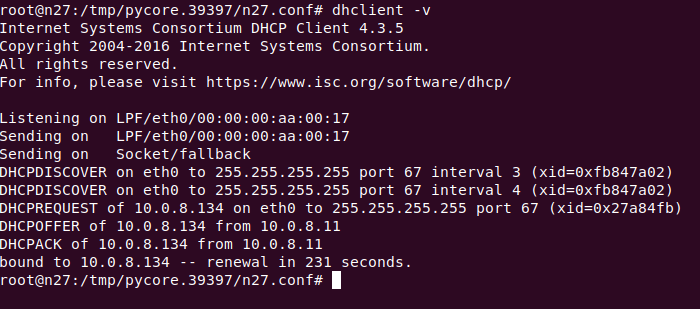 root@n27:/tmp/pycore.39397/n27.conf# dhclient -v
Internet Systems Consortium DHCP Client 4.3.5
Copyright 2004-2016 Internet Systems Consortium.
All rights reserved.
For info, please visit https://www.isc.org/software/dhcp/
Listening on LPF/eth0/00:00:00:aa:00:17
Sending on   LPF/eth0/00:00:00:aa:00:17
Sending on   Socket/fallback
DHCPDISCOVER on eth0 to 255.255.255.255 port 67 interval 3 (xid=0xfb847a02)
DHCPDISCOVER on eth0 to 255.255.255.255 port 67 interval 4 (xid=0xfb847a02)
DHCPREQUEST of 10.0.8.134 on eth0 to 255.255.255.255 port 67 (xid=0x27a84fb)
DHCPOFFER of 10.0.8.134 from 10.0.8.11
DHCPACK of 10.0.8.134 from 10.0.8.11
bound to 10.0.8.134 -- renewal in 231 seconds.
root@n27:/tmp/pycore.39397/n27.conf#